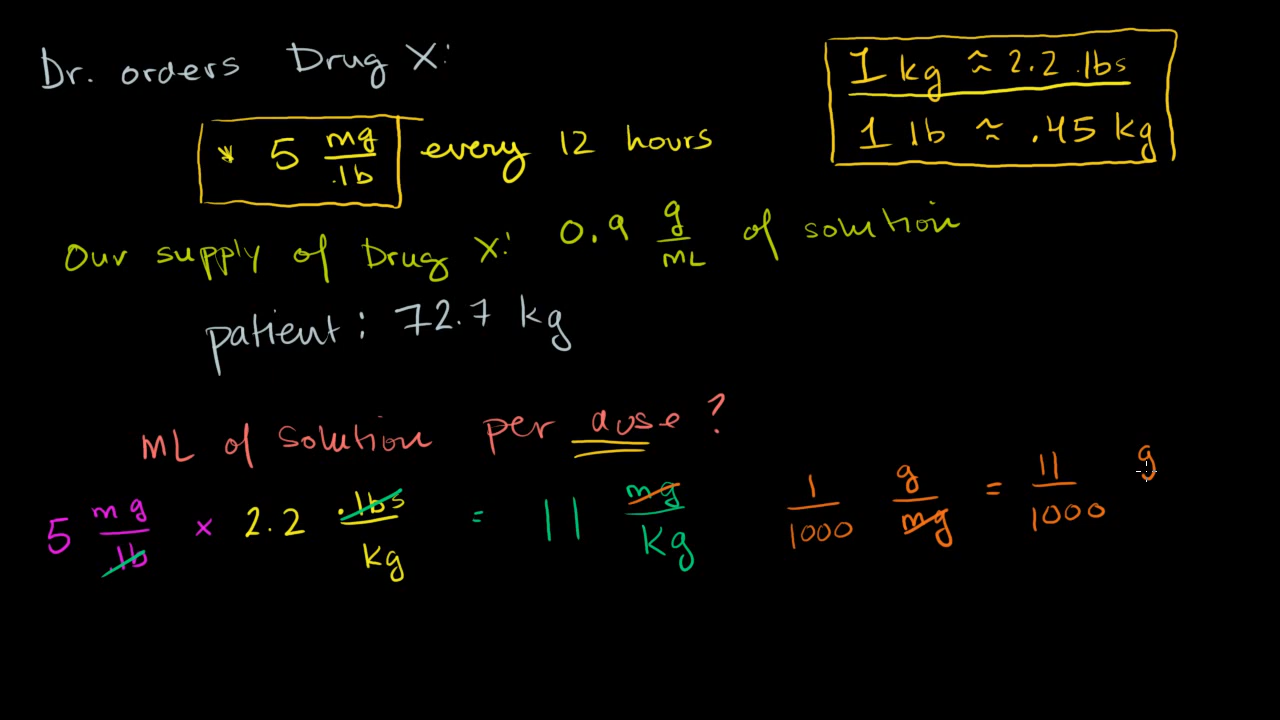 Dr. orders Drug X:
1 kg ≈ 2.2 lbs
1 lb ≈ .45 kg
* 5 mg/lb every 12 hours
Our supply of Drug X: 0.9 g/mL of solution
patient: 72.7 kg
mL of solution per dose?
5 mg/lb × 2.2 lbs/kg = 11 mg/kg 1/1000 g/mg = 11/1000 g